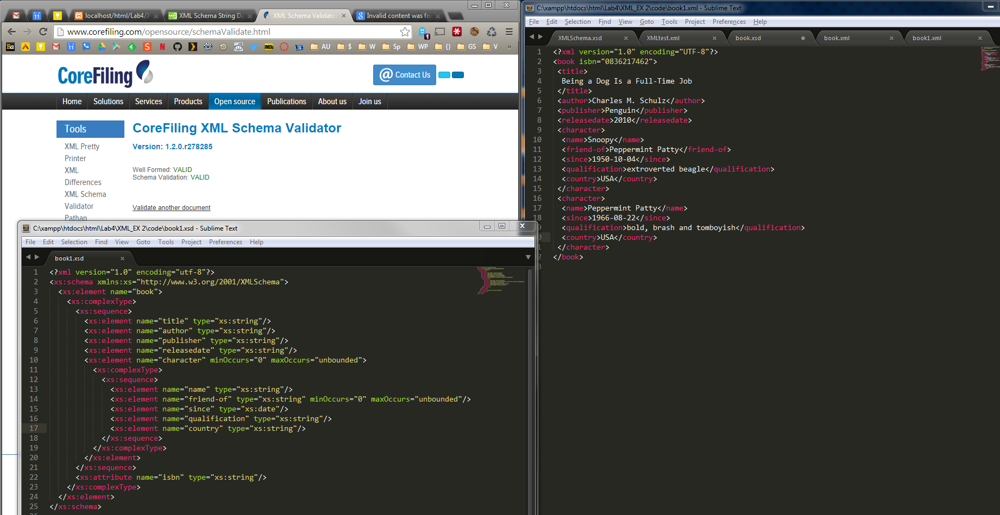 localhost/html/Lab4/X
XML Schema String Da
XML Schema Validato
Invalid content was fo
www.corefiling.com/opensource/schemaValidate.html
AU
$
W
Sp
WP
{}
GS
V
»
CoreFiling
@ Contact Us
Home
Solutions
Services
Products
Open source
Publications
About us
Join us
Tools
XML Pretty
Printer
XML
Differences
XML Schema
Validator
Pathan
CoreFiling XML Schema Validator
Version: 1.2.0.r278285
Well Formed: VALID
Schema Validation: VALID
Validate another document
C:\xampp\htdocs\html\Lab4\XML_EX 2\code\book1.xsd - Sublime Text
File Edit Selection Find View Goto Tools Project Preferences Help
book1.xsd
1 <?xml version="1.0" encoding="utf-8"?>
2 <xs:schema xmlns:xs="http://www.w3.org/2001/XMLSchema">
3 <xs:element name="book">
4 <xs:complexType>
5 <xs:sequence>
6 <xs:element name="title" type="xs:string"/>
7 <xs:element name="author" type="xs:string"/>
8 <xs:element name="publisher" type="xs:string"/>
9 <xs:element name="releasedate" type="xs:string"/>
10 <xs:element name="character" minOccurs="0" maxOccurs="unbounded">
11 <xs:complexType>
12 <xs:sequence>
13 <xs:element name="name" type="xs:string"/>
14 <xs:element name="friend-of" type="xs:string" minOccurs="0" maxOccurs="unbounded"/>
15 <xs:element name="since" type="xs:date"/>
16 <xs:element name="qualification" type="xs:string"/>
17 <xs:element name="country" type="xs:string"/>
18 </xs:sequence>
19 </xs:complexType>
20 </xs:element>
21 </xs:sequence>
22 <xs:attribute name="isbn" type="xs:string"/>
23 </xs:complexType>
24 </xs:element>
25 </xs:schema>
C:\xampp\htdocs\html\Lab4\XML_EX 2\code\book1.xml - Sublime Text
File Edit Selection Find View Goto Tools Project Preferences Help
XMLSchema.xsd
XMLtest.xml
book.xsd
book.xml
book1.xml
1 <?xml version="1.0" encoding="UTF-8"?>
2 <book isbn="0836217462">
3 <title>
4 Being a Dog Is a Full-Time Job
5 </title>
6 <author>Charles M. Schulz</author>
7 <publisher>Penguin</publisher>
8 <releasedate>2010</releasedate>
9 <character>
10 <name>Snoopy</name>
11 <friend-of>Peppermint Patty</friend-of>
12 <since>1950-10-04</since>
13 <qualification>extroverted beagle</qualification>
14 <country>USA</country>
15 </character>
16 <character>
17 <name>Peppermint Patty</name>
18 <since>1966-08-22</since>
9 <qualification>bold, brash and tomboyish</qualification>
0 <country>USA</country>
1 </character>
2 </book>
3